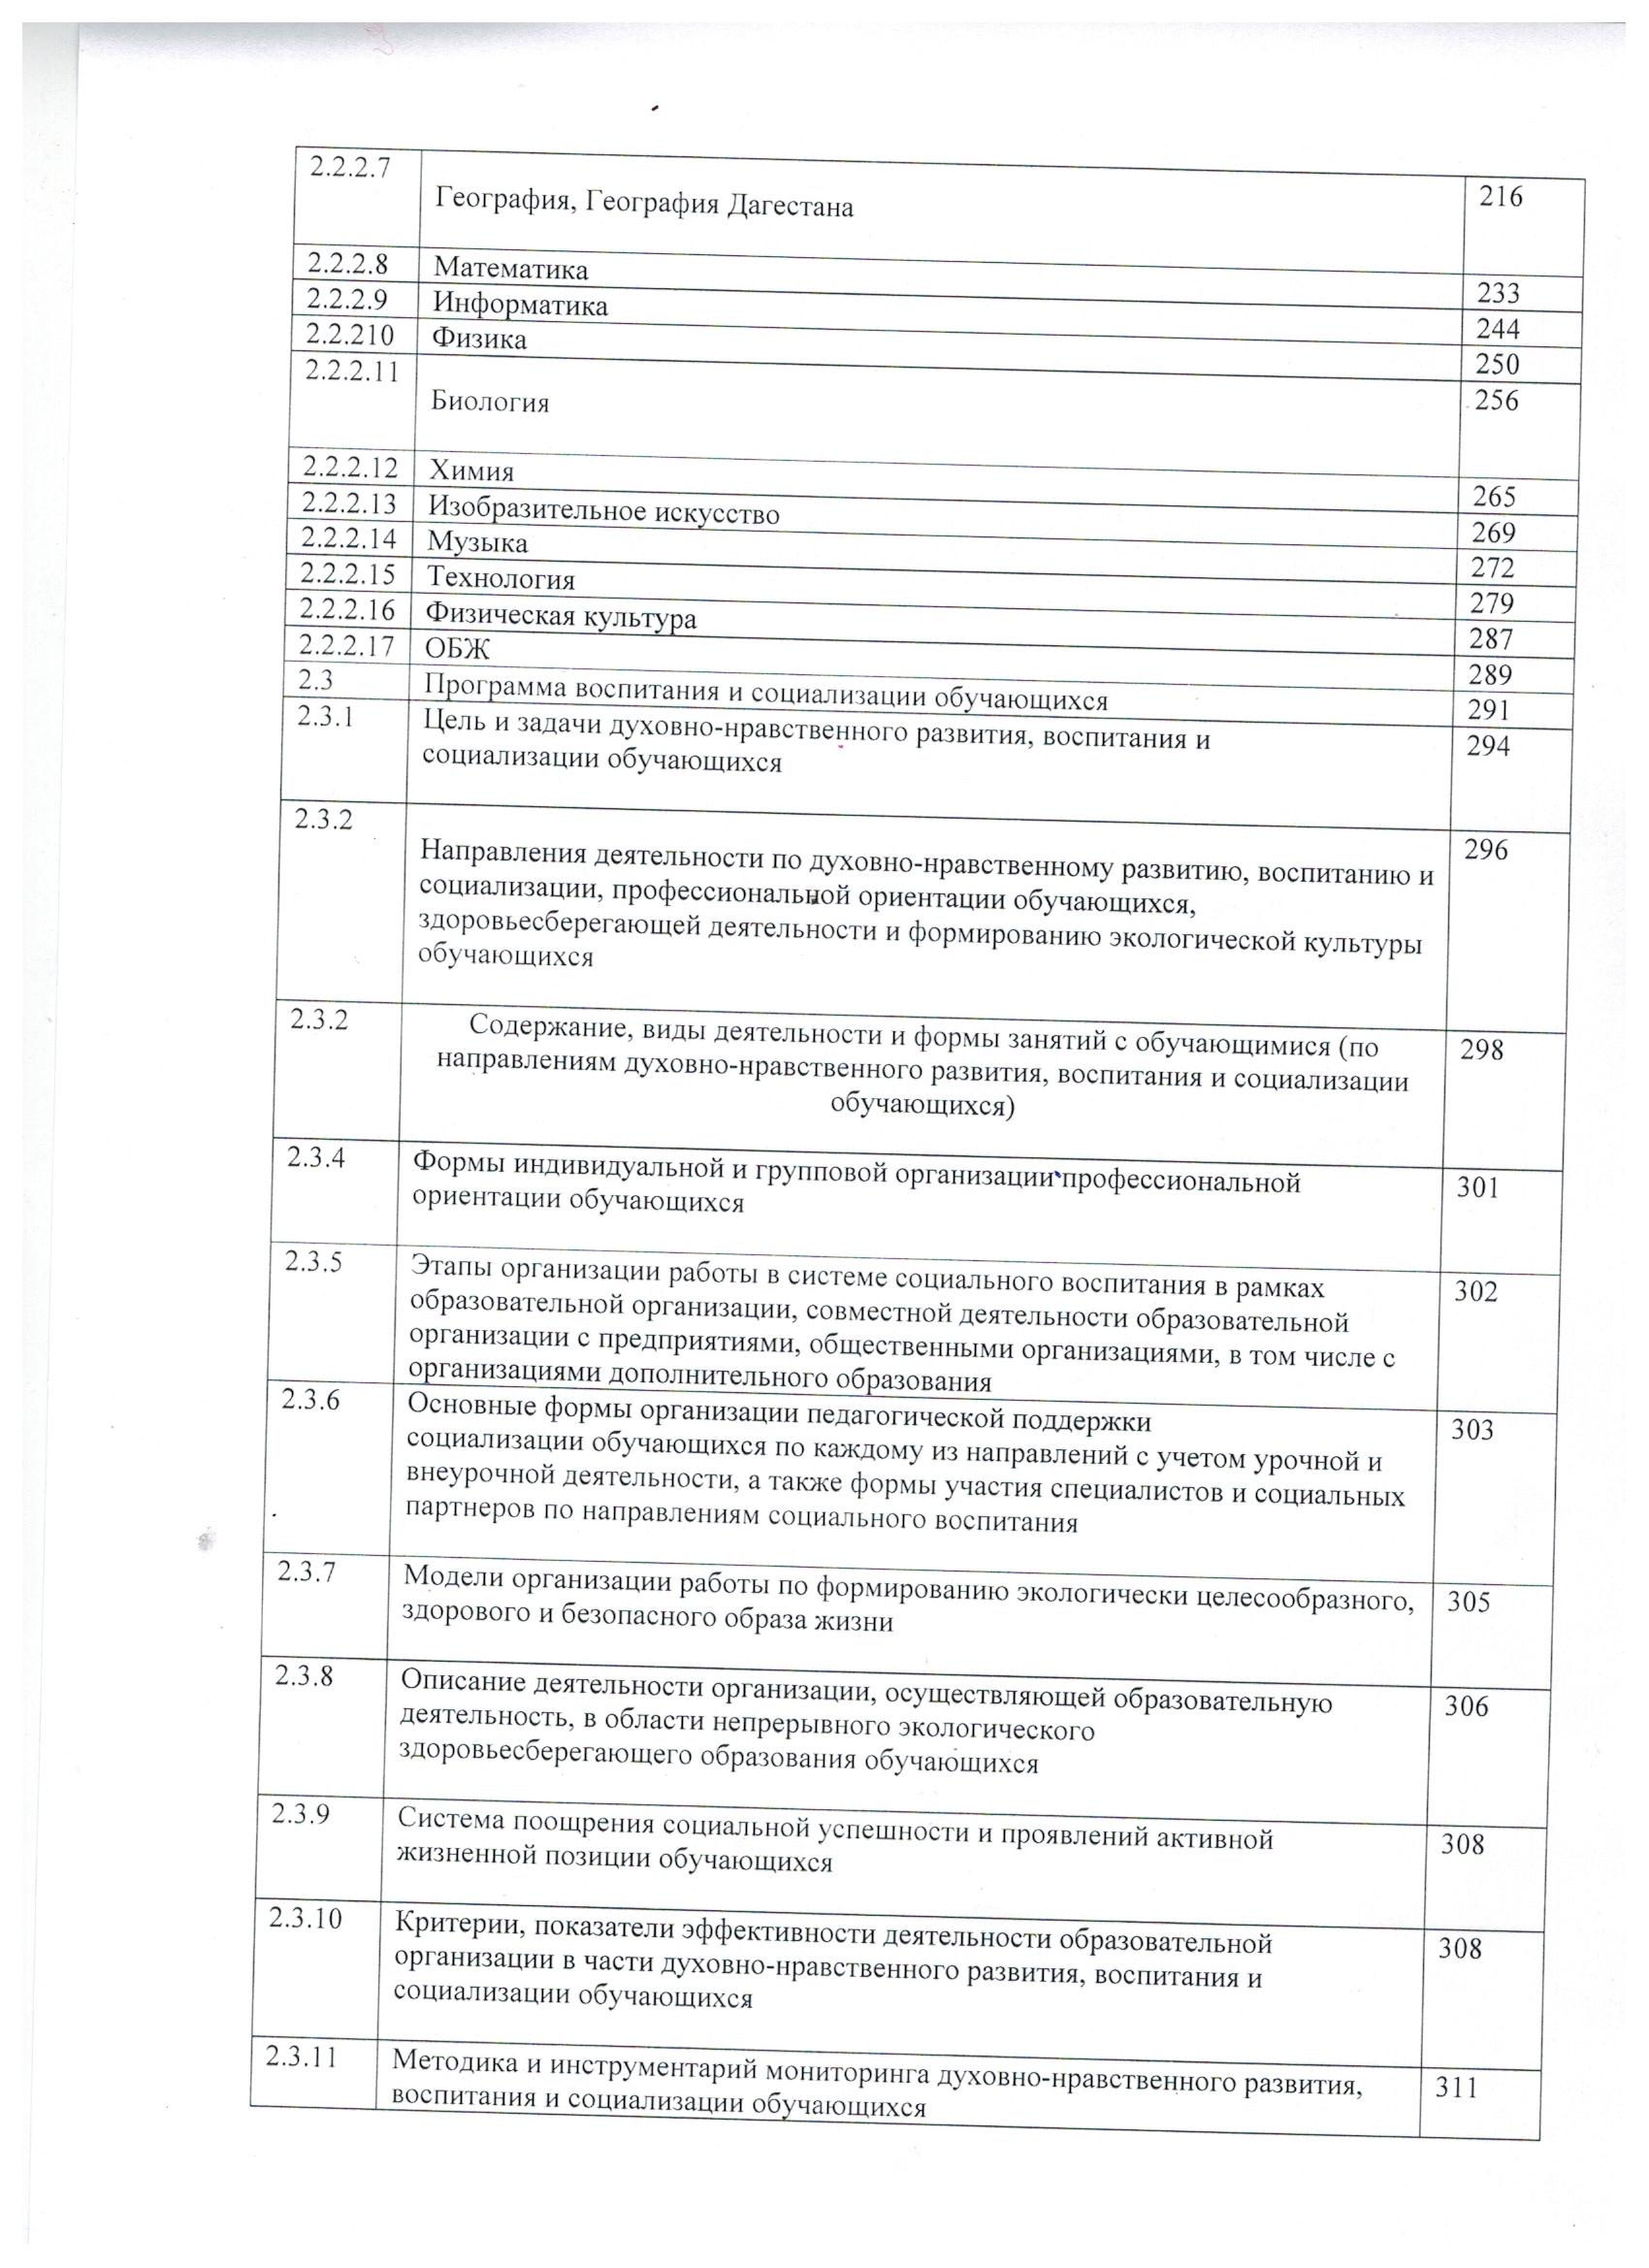 2.2.2.7 География, География Дагестана 216
2.2.2.8 Математика 233
2.2.2.9 Информатика 244
2.2.210 Физика 250
2.2.2.11 Биология 256
2.2.2.12 Химия 265
2.2.2.13 Изобразительное искусство 269
2.2.2.14 Музыка 272
2.2.2.15 Технология 279
2.2.2.16 Физическая культура 287
2.2.2.17 ОБЖ 289
2.3 Программа воспитания и социализации обучающихся 291
2.3.1 Цель и задачи духовно-нравственного развития, воспитания и 294
социализации обучающихся
2.3.2 Направления деятельности по духовно-нравственному развитию, воспитанию и 296
социализации, профессиональной ориентации обучающихся,
здоровьесберегающей деятельности и формированию экологической культуры
обучающихся
2.3.2 Содержание, виды деятельности и формы занятий с обучающимися (по 298
направлениям духовно-нравственного развития, воспитания и социализации
обучающихся)
2.3.4 Формы индивидуальной и групповой организации профессиональной 301
ориентации обучающихся
2.3.5 Этапы организации работы в системе социального воспитания в рамках 302
образовательной организации, совместной деятельности образовательной
организации с предприятиями, общественными организациями, в том числе с
организациями дополнительного образования
2.3.6 Основные формы организации педагогической поддержки 303
социализации обучающихся по каждому из направлений с учетом урочной и
внеурочной деятельности, а также формы участия специалистов и социальных
партнеров по направлениям социального воспитания
2.3.7 Модели организации работы по формированию экологически целесообразного, 305
здорового и безопасного образа жизни
2.3.8 Описание деятельности организации, осуществляющей образовательную 306
деятельность, в области непрерывного экологического
здоровьесберегающего образования обучающихся
2.3.9 Система поощрения социальной успешности и проявлений активной 308
жизненной позиции обучающихся
2.3.10 Критерии, показатели эффективности деятельности образовательной 308
организации в части духовно-нравственного развития, воспитания и
социализации обучающихся
2.3.11 Методика и инструментарий мониторинга духовно-нравственного развития, 311
воспитания и социализации обучающихся